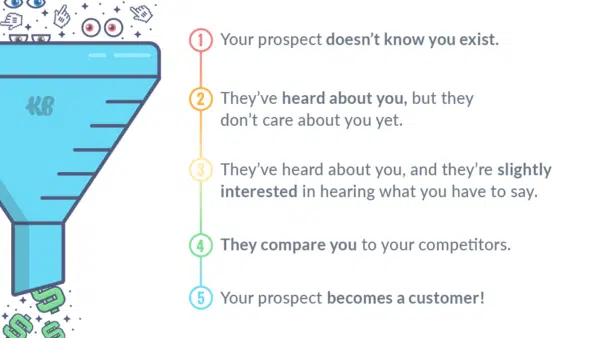 KB
1 Your prospect doesn’t know you exist.
2 They’ve heard about you, but they
don’t care about you yet.
3 They’ve heard about you, and they’re slightly
interested in hearing what you have to say.
4 They compare you to your competitors.
5 Your prospect becomes a customer!
$
$
$